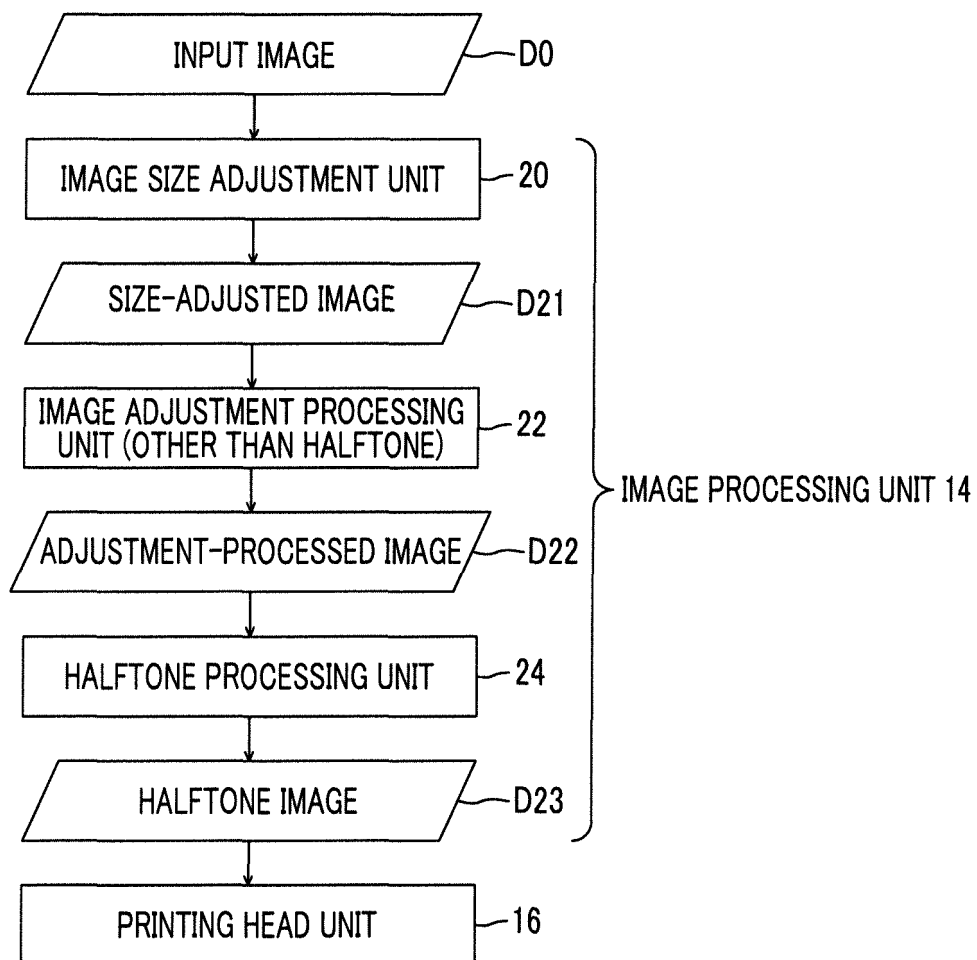 INPUT IMAGE
D0
IMAGE SIZE ADJUSTMENT UNIT
20
SIZE-ADJUSTED IMAGE
D21
IMAGE ADJUSTMENT PROCESSING
UNIT (OTHER THAN HALFTONE)
22
IMAGE PROCESSING UNIT 14
ADJUSTMENT-PROCESSED IMAGE
D22
HALFTONE PROCESSING UNIT
24
HALFTONE IMAGE
D23
PRINTING HEAD UNIT
16